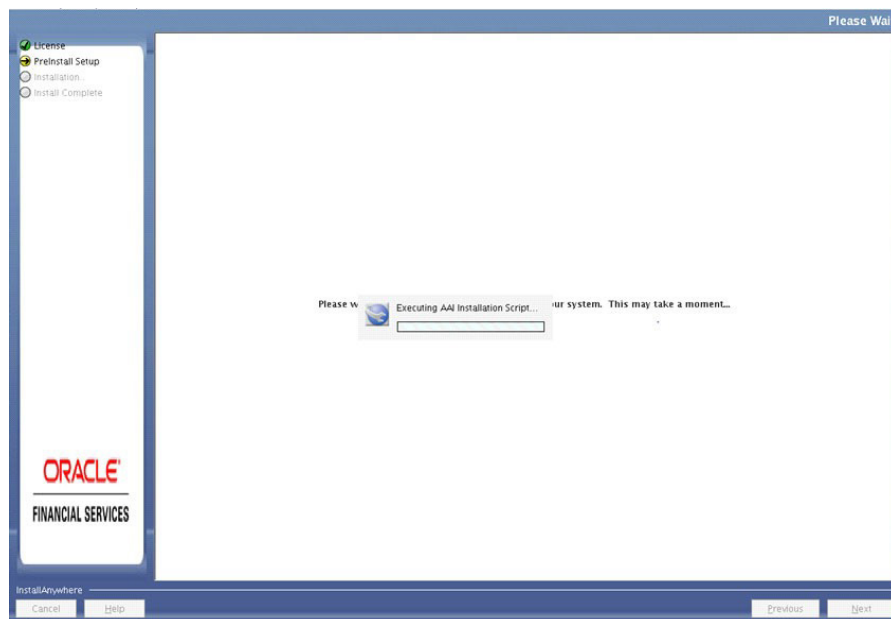 Please Wai
License
PreInstall Setup
Installation...
Install Complete
Please w
Executing AAI Installation Script...
ur system. This may take a moment...
ORACLE
FINANCIAL SERVICES
InstallAnywhere
Cancel
Help
Previous
Next